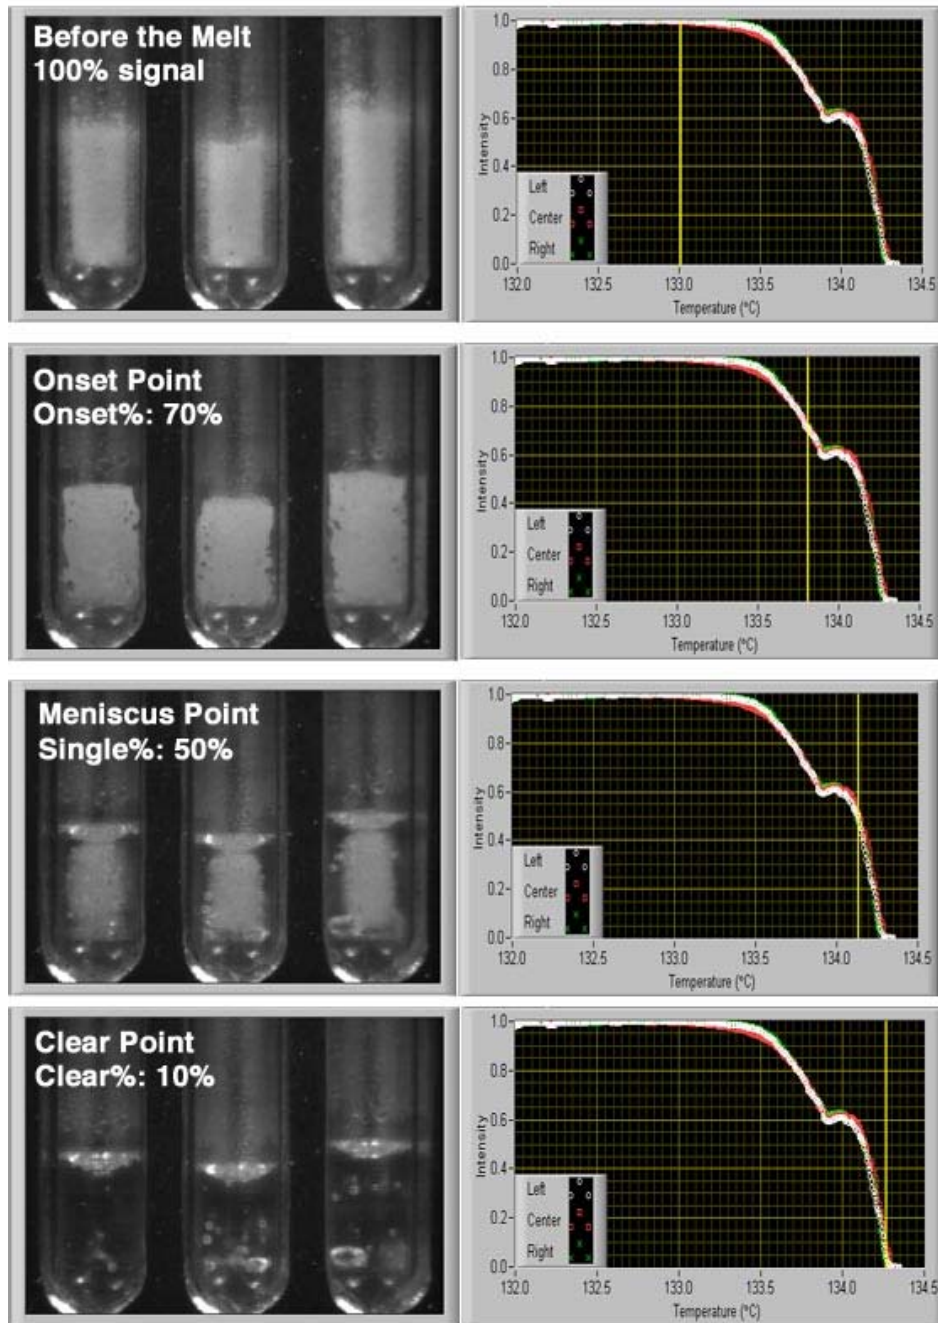 Before the Melt
100% signal
Intensity
1.0
0.8
0.6
0.4
0.2
0.0
Left
Center
Right
132.0 132.5 133.0 133.5 134.0 134.5
Temperature (°C)
Onset Point
Onset%: 70%
Intensity
1.0
0.8
0.6
0.4
0.2
0.0
Left
Center
Right
132.0 132.5 133.0 133.5 134.0 134.5
Temperature (°C)
Meniscus Point
Single%: 50%
Intensity
1.0
0.8
0.6
0.4
0.2
0.0
Left
Center
Right
132.0 132.5 133.0 133.5 134.0 134.5
Temperature (°C)
Clear Point
Clear%: 10%
Intensity
1.0
0.8
0.6
0.4
0.2
0.0
Left
Center
Right
132.0 132.5 133.0 133.5 134.0 134.5
Temperature (°C)